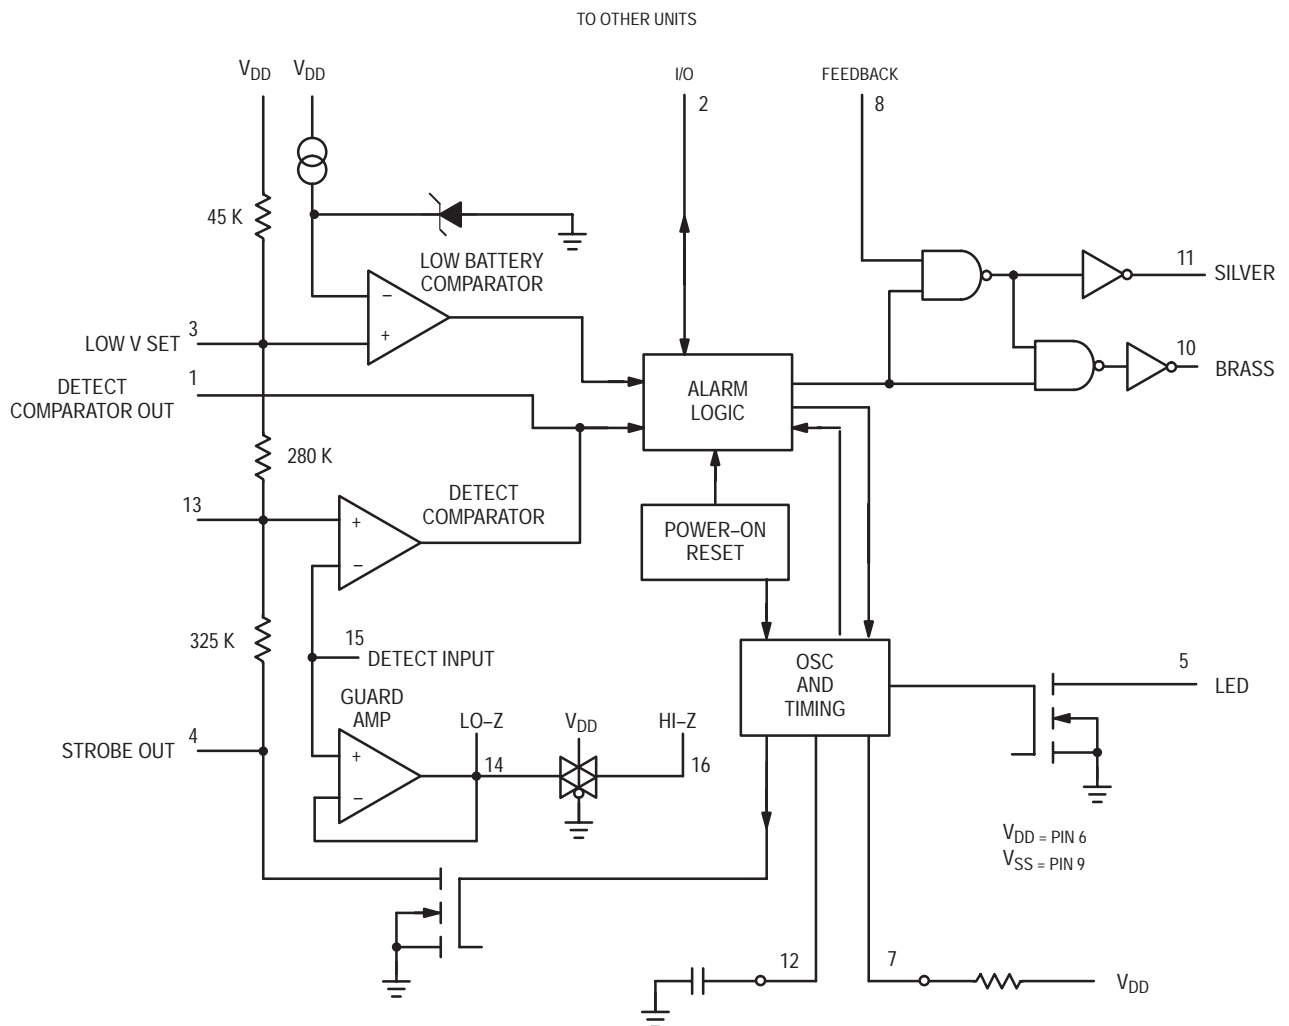 TO OTHER UNITS
VDD VDD
I/O
2
FEEDBACK
8
45 K
LOW BATTERY
COMPARATOR
−
+
3
LOW V SET
1
DETECT
COMPARATOR OUT
280 K
ALARM
LOGIC
11
SILVER
10
BRASS
13
DETECT
COMPARATOR
+
−
POWER–ON
RESET
325 K
15
DETECT INPUT
OSC
AND
TIMING
5
LED
GUARD
AMP
LO–Z
VDD
HI–Z
4
STROBE OUT
+
−
14
16
VDD = PIN 6
VSS = PIN 9
12
7
VDD